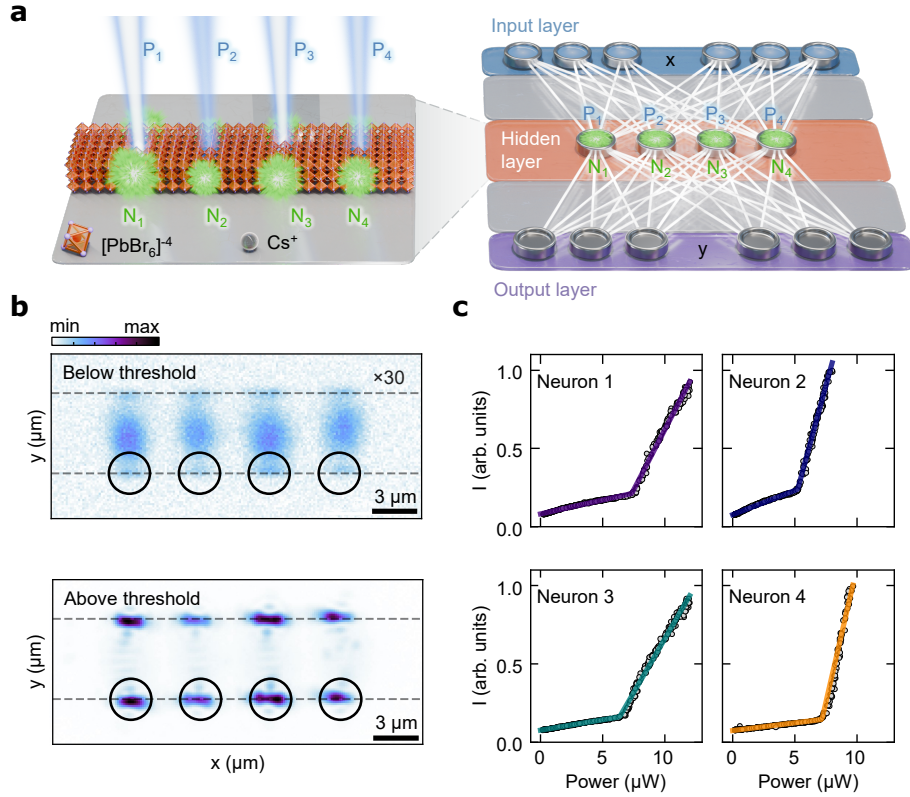 a
P₁ P₂ P₃ P₄
N₁ N₂ N₃ N₄
[PbBr₆]⁻⁴
Cs⁺
Input layer
x
P₁ P₂ P₃ P₄
Hidden
layer
N₁ N₂ N₃ N₄
y
Output layer
b
min max
Below threshold
×30
y (µm)
3 µm
Above threshold
y (µm)
3 µm
x (µm)
c
Neuron 1
1.0
0.5
0.0
I (arb. units)
Neuron 2
Neuron 3
1.0
0.5
0.0
I (arb. units)
0 5 10
Power (µW)
Neuron 4
0 5 10
Power (µW)